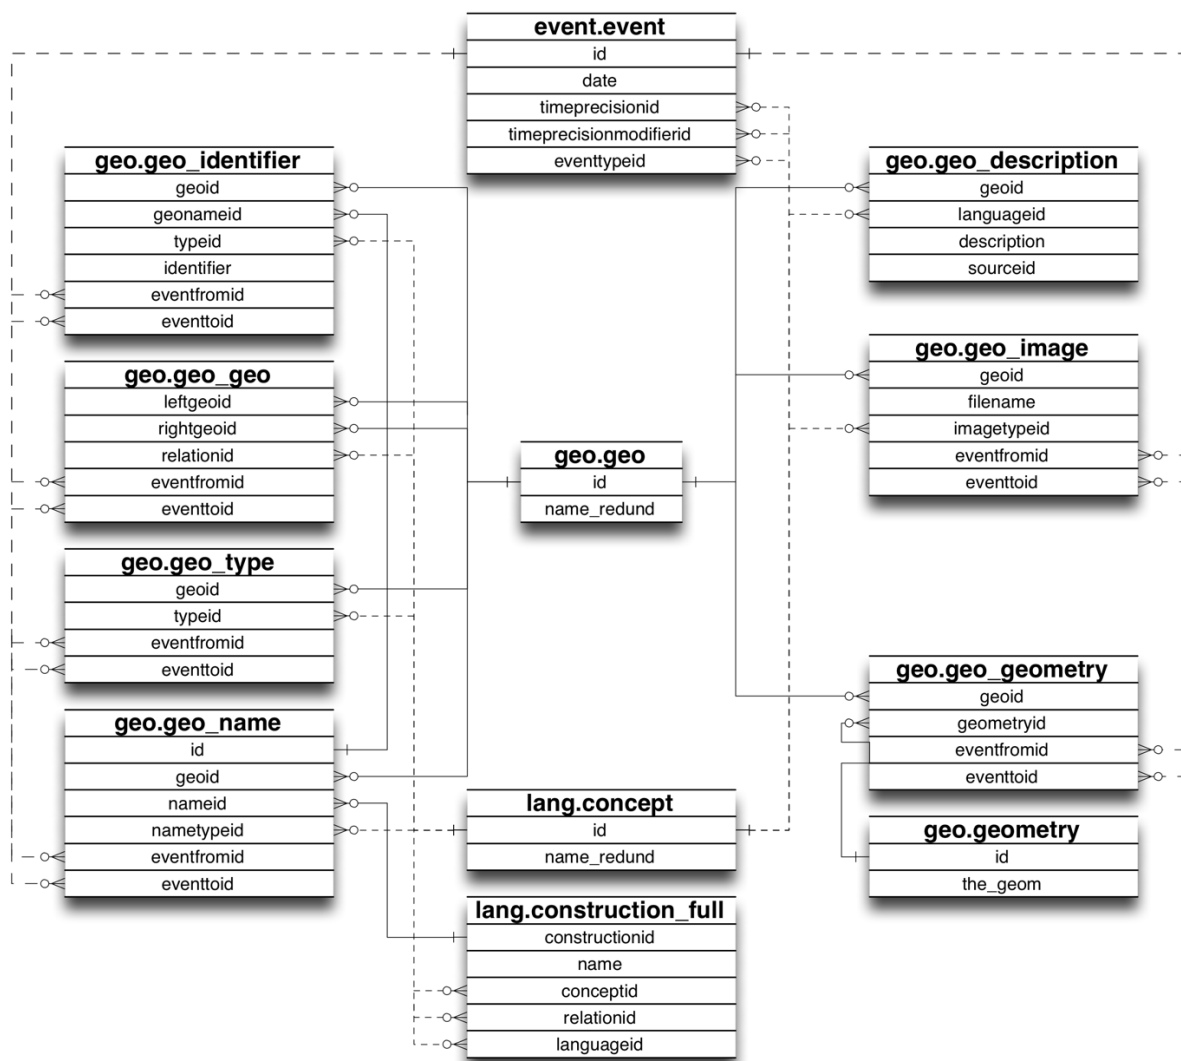 event.event
id
date
timeprecisionid
timeprecisionmodifierid
eventtypeid
geo.geo_identifier
geoid
geonameid
typeid
identifier
eventfromid
eventtoid
geo.geo_geo
leftgeoid
rightgeoid
relationid
eventfromid
eventtoid
geo.geo_type
geoid
typeid
eventfromid
eventtoid
geo.geo_name
id
geoid
nameid
nametypeid
eventfromid
eventtoid
geo.geo
id
name_redund
lang.concept
id
name_redund
lang.construction_full
constructionid
name
conceptid
relationid
languageid
geo.geo_description
geoid
languageid
description
sourceid
geo.geo_image
geoid
filename
imagetypeid
eventfromid
eventtoid
geo.geo_geometry
geoid
geometryid
eventfromid
eventtoid
geo.geometry
id
the_geom